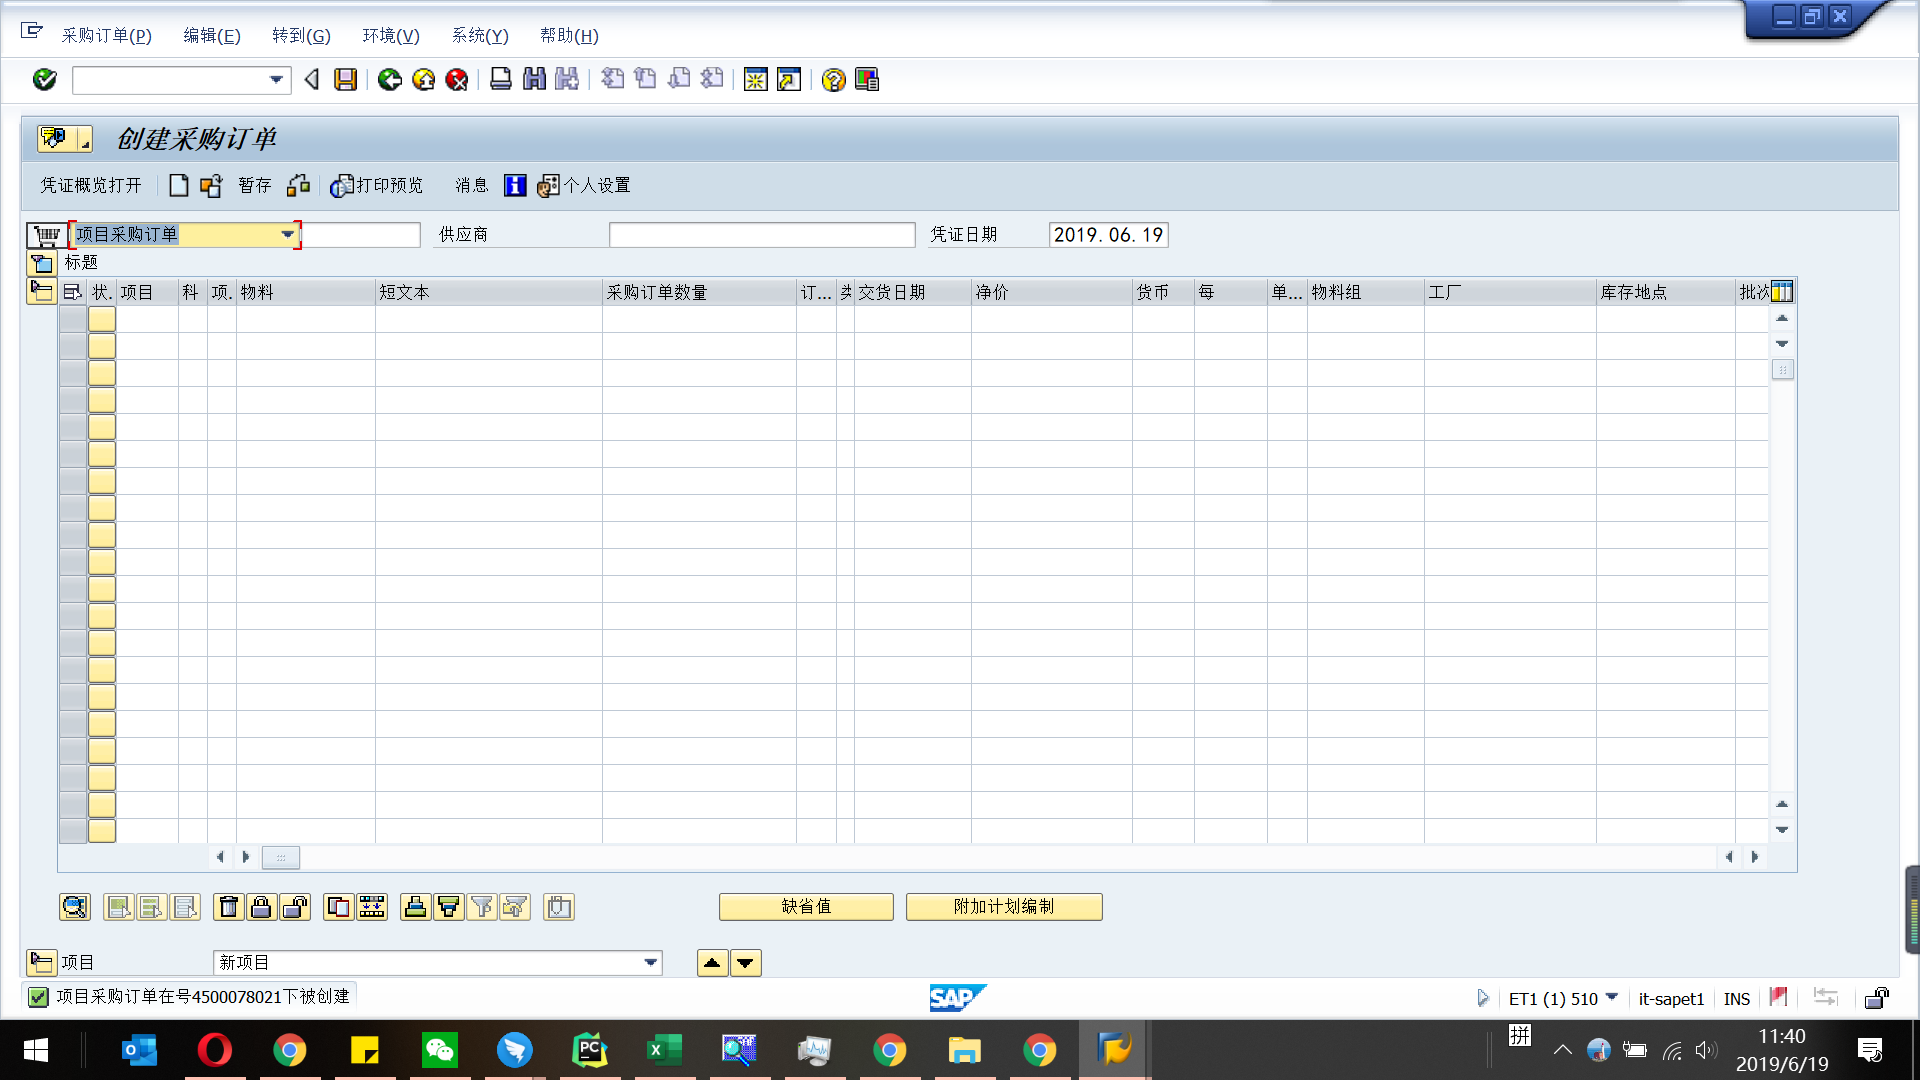 采购订单(P) 编辑(E) 转到(G) 环境(V) 系统(Y) 帮助(H)
创建采购订单
凭证概览打开 暂存 打印预览 消息 个人设置
项目采购订单 供应商 凭证日期 2019.06.19
标题
状. 项目 科 项. 物料 短文本 采购订单数量 订... 交货日期 净价 货币 每 单... 物料组 工厂 库存地点 批次
缺省值 附加计划编制
项目 新项目
项目采购订单在号4500078021下被创建 SAP ET1 (1) 510 it-sapet1 INS
拼 11:40
2019/6/19